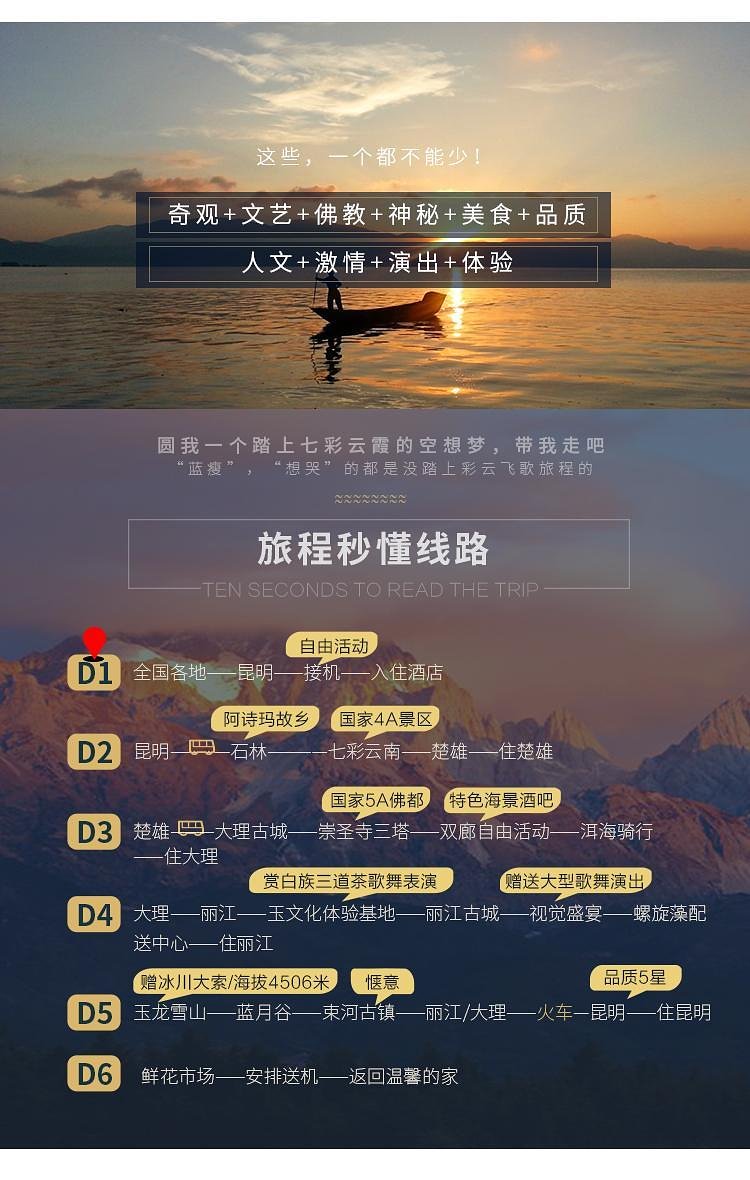 这些，一个都不能少！
奇观+文艺+佛教+神秘+美食+品质
人文+激情+演出+体验
圆我一个踏上七彩云霞的空想梦，带我走吧
“蓝瘦”，“想哭”的都是没踏上彩云飞歌旅程的
≈≈≈≈≈≈≈≈
旅程秒懂线路
TEN SECONDS TO READ THE TRIP
自由活动
D1 全国各地——昆明——接机——入住酒店
阿诗玛故乡 国家4A景区
D2 昆明——石林———七彩云南——楚雄——住楚雄
国家5A佛都 特色海景酒吧
D3 楚雄——大理古城——崇圣寺三塔——双廊自由活动——洱海骑行
——住大理
赏白族三道茶歌舞表演 赠送大型歌舞演出
D4 大理——丽江——玉文化体验基地——丽江古城——视觉盛宴——螺旋藻配
送中心——住丽江
赠冰川大索/海拔4506米 惬意 品质5星
D5 玉龙雪山——蓝月谷——束河古镇——丽江/大理——火车—昆明——住昆明
D6 鲜花市场——安排送机——返回温馨的家